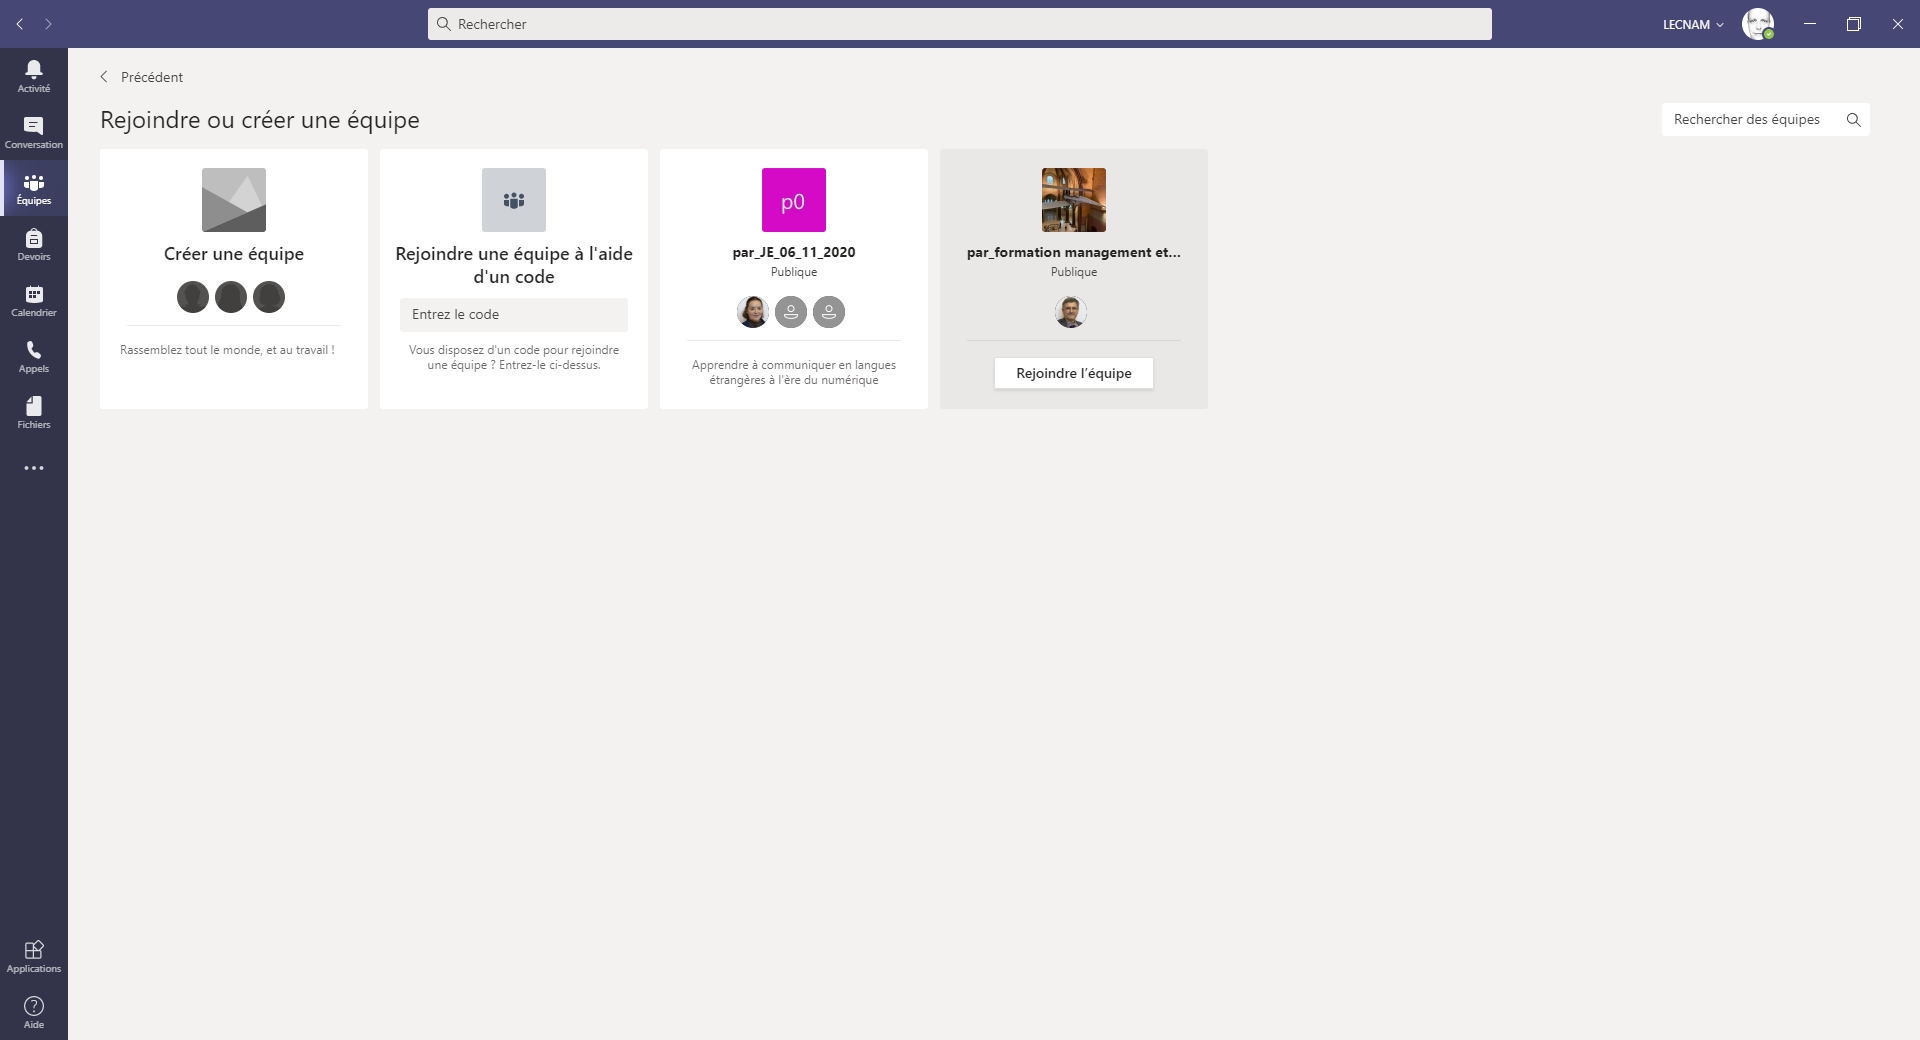 Rechercher
LECNAM
Activité
Conversation
Équipes
Devoirs
Calendrier
Appels
Fichiers
Applications
Aide
Précédent
Rejoindre ou créer une équipe
Rechercher des équipes
Créer une équipe
Rassemblez tout le monde, et au travail !
Rejoindre une équipe à l'aide
d'un code
Entrez le code
Vous disposez d'un code pour rejoindre
une équipe ? Entrez-le ci-dessus.
p0
par_JE_06_11_2020
Publique
Apprendre à communiquer en langues
étrangères à l'ère du numérique
par_formation management et...
Publique
Rejoindre l’équipe